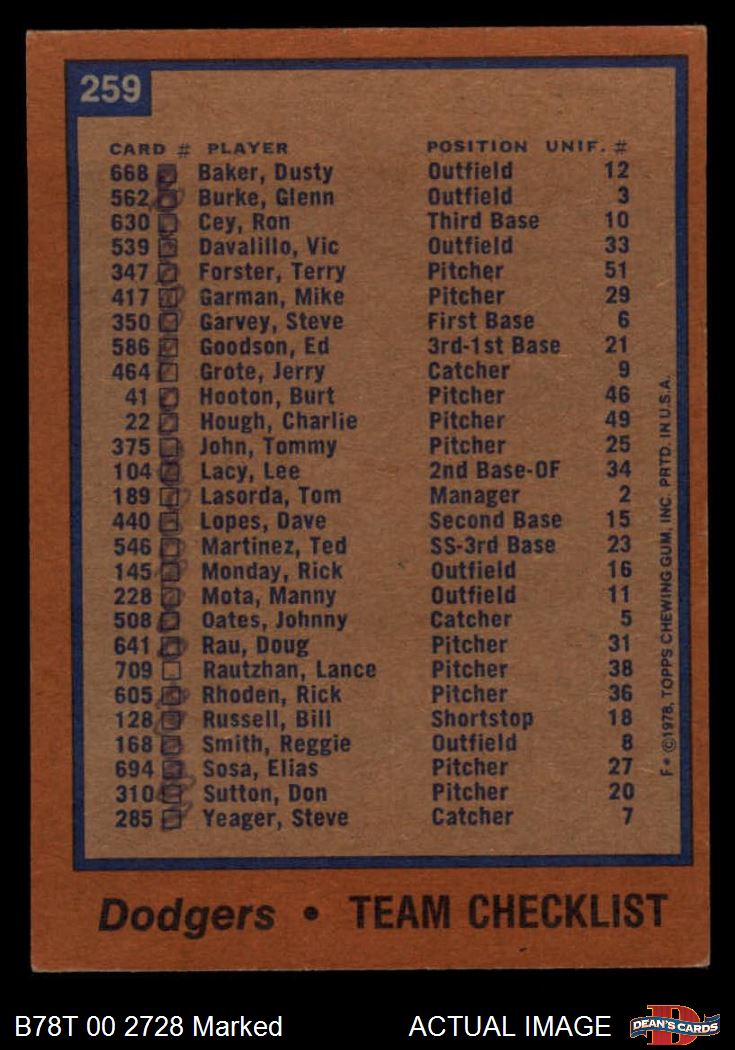 259
CARD # PLAYER POSITION UNIF. #
668 Baker, Dusty Outfield 12
562 Burke, Glenn Outfield 3
630 Cey, Ron Third Base 10
539 Davalillo, Vic Outfield 33
347 Forster, Terry Pitcher 51
417 Garman, Mike Pitcher 29
350 Garvey, Steve First Base 6
586 Goodson, Ed 3rd-1st Base 21
464 Grote, Jerry Catcher 9
41 Hooton, Burt Pitcher 46
22 Hough, Charlie Pitcher 49
375 John, Tommy Pitcher 25
104 Lacy, Lee 2nd Base-OF 34
189 Lasorda, Tom Manager 2
440 Lopes, Dave Second Base 15
546 Martinez, Ted SS-3rd Base 23
145 Monday, Rick Outfield 16
228 Mota, Manny Outfield 11
508 Oates, Johnny Catcher 5
641 Rau, Doug Pitcher 31
709 Rautzhan, Lance Pitcher 38
605 Rhoden, Rick Pitcher 36
128 Russell, Bill Shortstop 18
168 Smith, Reggie Outfield 8
694 Sosa, Elias Pitcher 27
310 Sutton, Don Pitcher 20
285 Yeager, Steve Catcher 7
F* ©1978, TOPPS CHEWING GUM, INC. PRTD. IN U.S.A.
Dodgers • TEAM CHECKLIST
B78T 00 2728 Marked ACTUAL IMAGE
DEAN'S CARDS